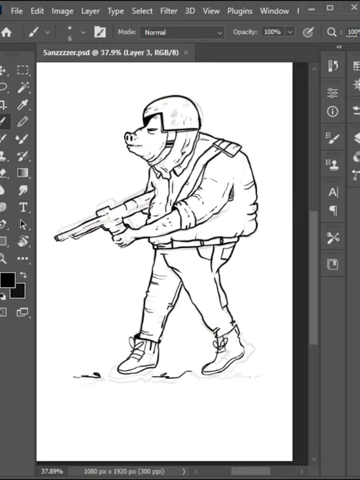 File Edit Image Layer Type Select Filter 3D View Plugins Window
6 Mode: Normal Opacity: 100%
Sanzzzzer.psd @ 37.9% (Layer 3, RGB/8) ×
37.89% 1080 px x 1920 px (300 ppi)